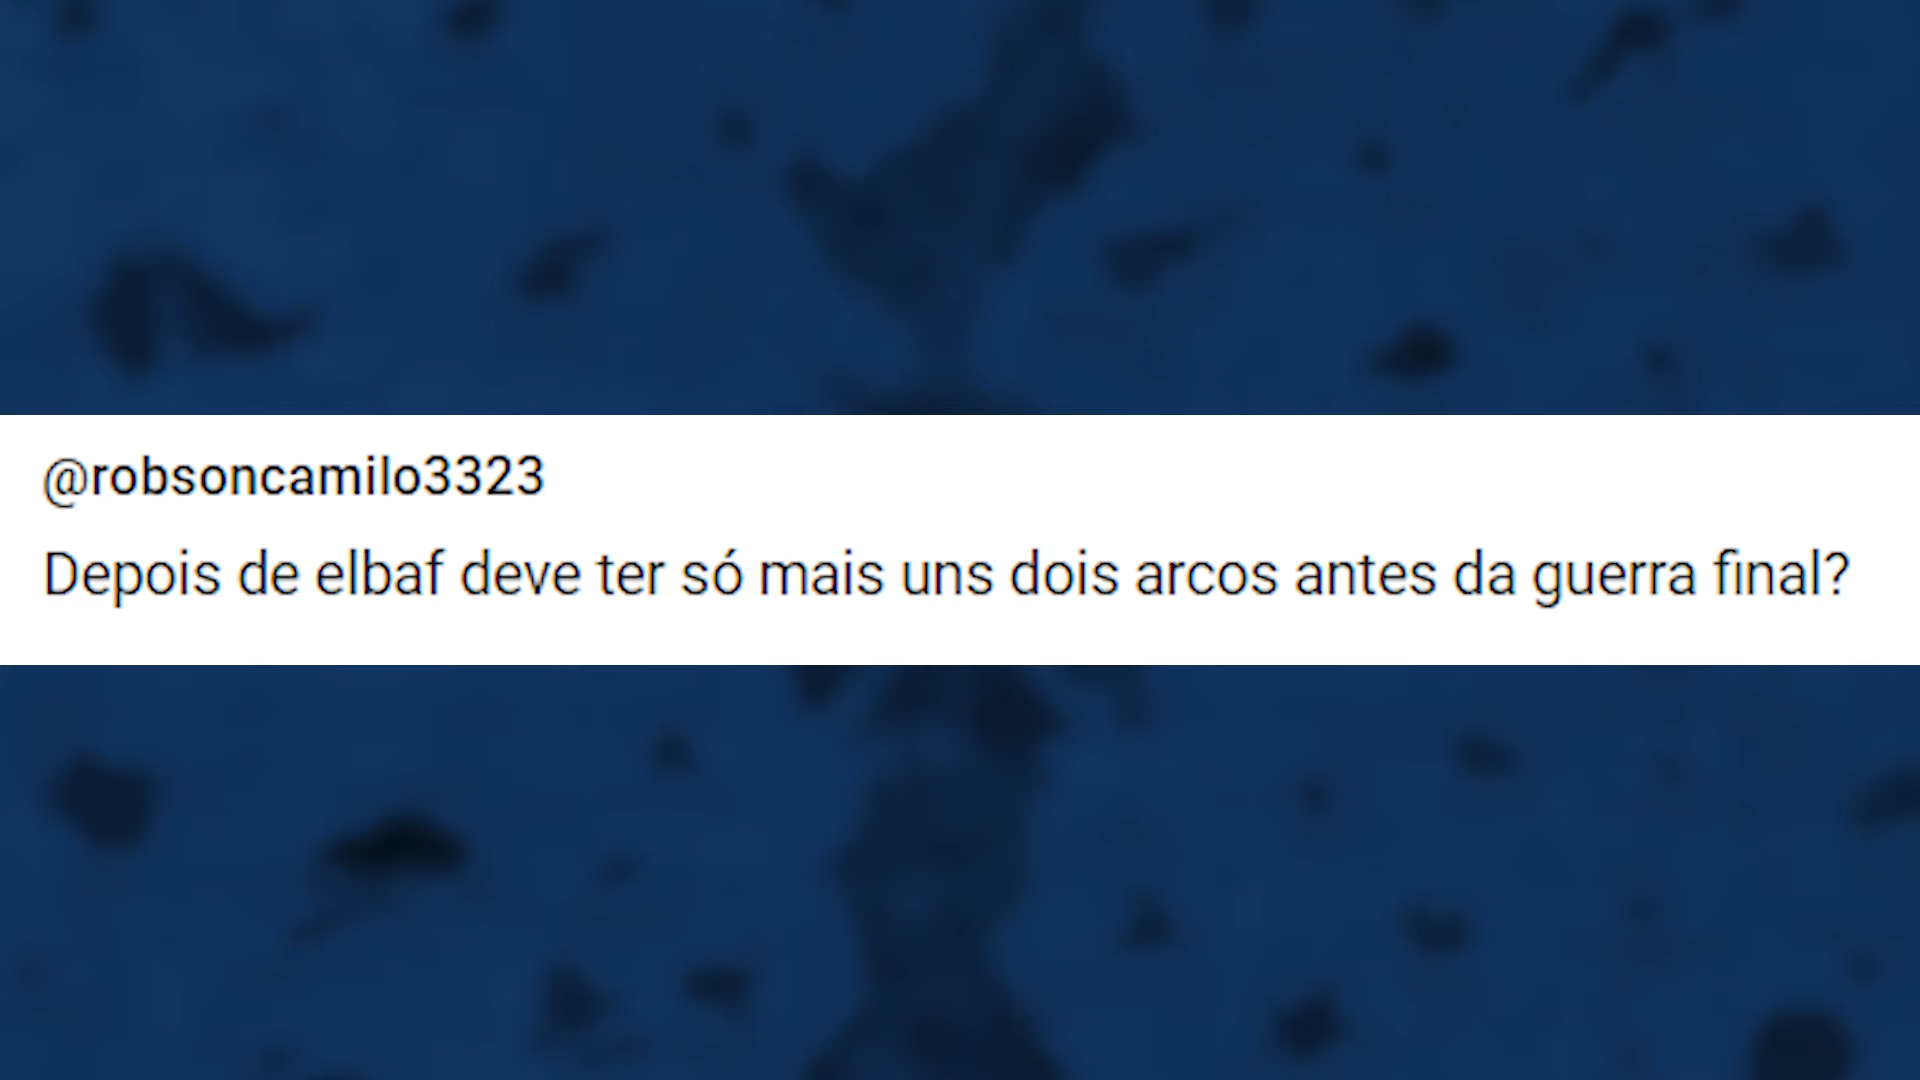 @robsoncamilo3323
Depois de elbaf deve ter só mais uns dois arcos antes da guerra final?